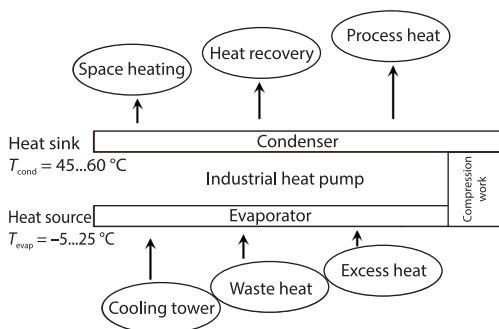 Process heat
Heat recovery
Space heating
Heat sink
Condenser
T_cond = 45...60 °C
Industrial heat pump
Compression
work
Heat source
Evaporator
T_evap = –5...25 °C
Excess heat
Waste heat
Cooling tower